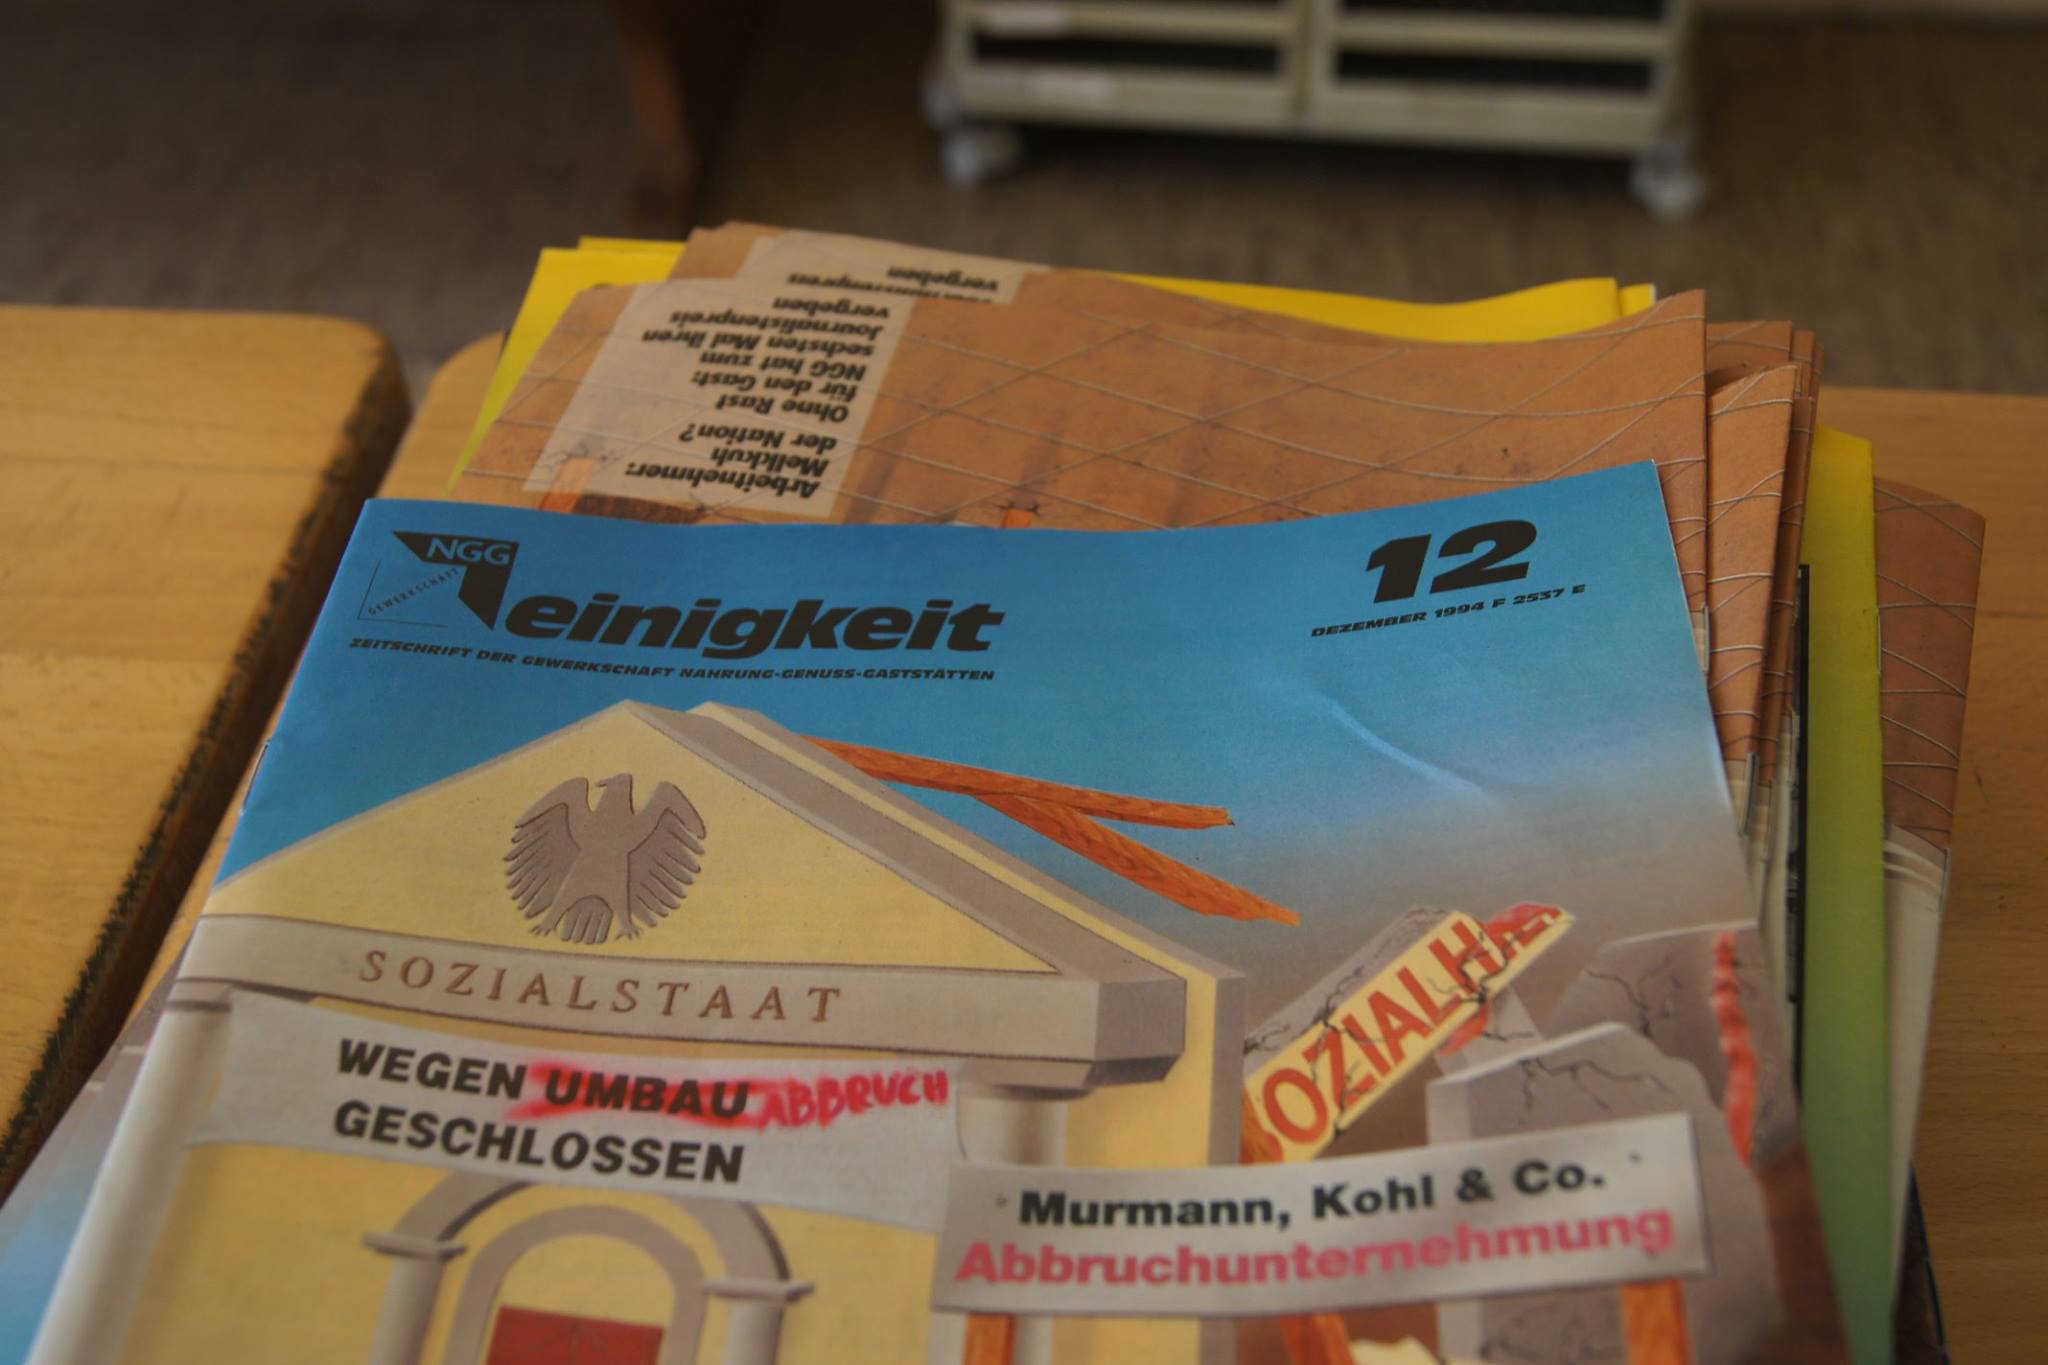 NGG
GEWERKSCHAFT
einigkeit
ZEITSCHRIFT DER GEWERKSCHAFT NAHRUNG-GENUSS-GASTSTÄTTEN
12
DEZEMBER 1994 F 2537 E
SOZIALSTAAT
WEGEN UMBAU ABBRUCH
GESCHLOSSEN
SOZIALH
Murmann, Kohl & Co.
Abbruchunternehmung
Arbeitnehmer:
Melkkuh
der Nation?
Ohne Rast
für den Gast:
NGG hat zum
sechsten Mal ihren
Journalistenpreis
vergeben
vergeben